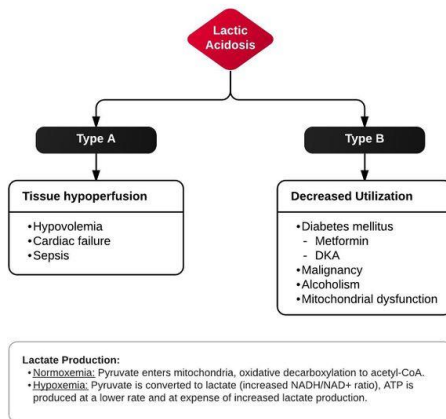 Lactic
Acidosis
Type A
Type B
Tissue hypoperfusion
•Hypovolemia
•Cardiac failure
•Sepsis
Decreased Utilization
•Diabetes mellitus
- Metformin
- DKA
•Malignancy
•Alcoholism
•Mitochondrial dysfunction
Lactate Production:
•Normoxemia: Pyruvate enters mitochondria, oxidative decarboxylation to acetyl-CoA.
•Hypoxemia: Pyruvate is converted to lactate (increased NADH/NAD+ ratio), ATP is
produced at a lower rate and at expense of increased lactate production.